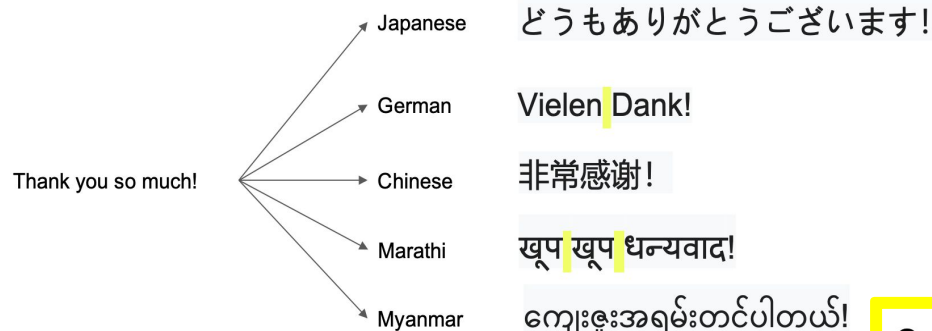 Japanese どうもありがとうございます!
German Vielen Dank!
Thank you so much! Chinese 非常感谢!
Marathi खूप खूप धन्यवाद!
Myanmar ကျေးဇူးအရမ်းတင်ပါတယ်!